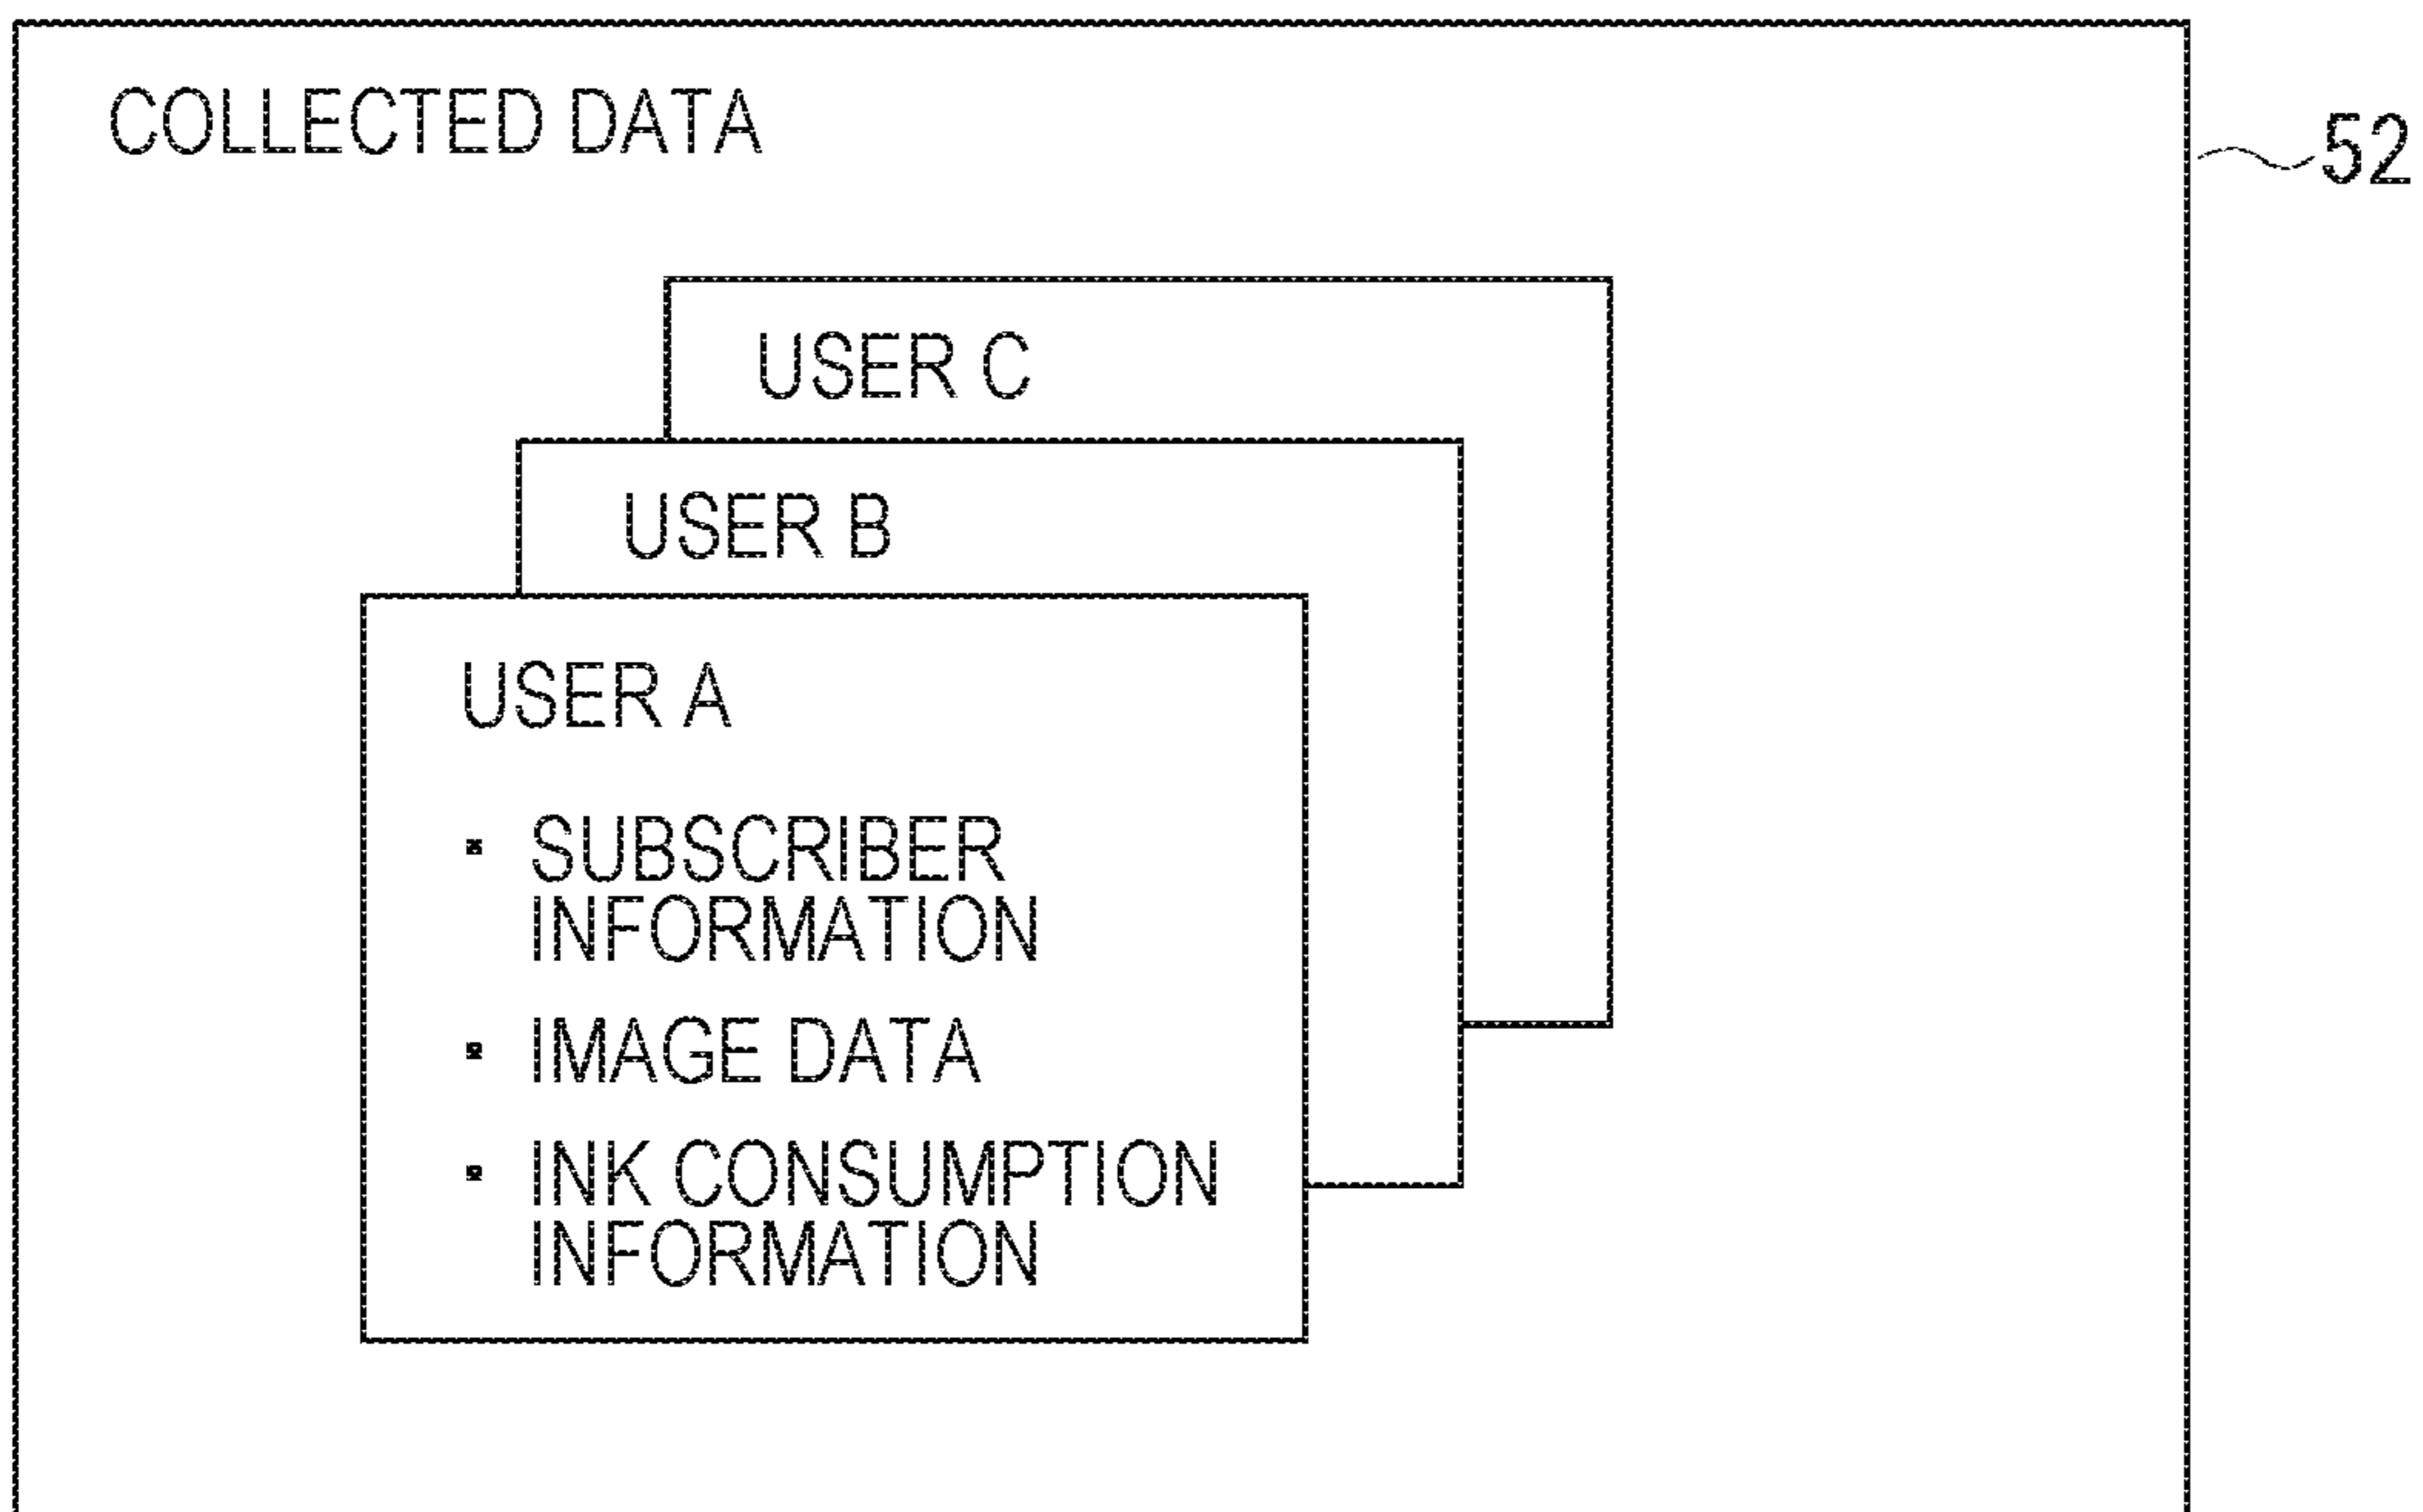 COLLECTED DATA
52
USER C
USER B
USER A
▪ SUBSCRIBER
INFORMATION
▪ IMAGE DATA
▪ INK CONSUMPTION
INFORMATION